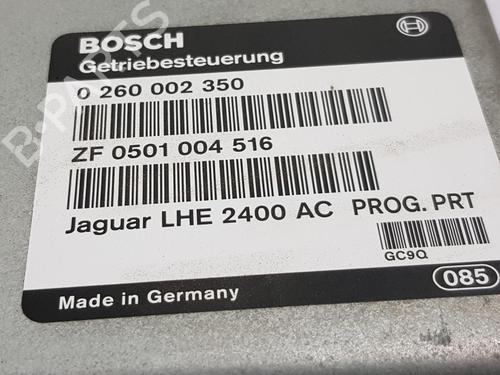 BOSCH
Getriebesteuerung
0 260 002 350
ZF 0501 004 516
Jaguar LHE 2400 AC PROG. PRT
GC9Q
085
Made in Germany
B-PARTS